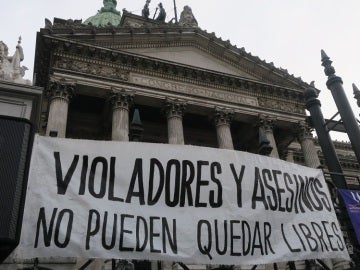 VIOLADORES Y ASESINOS
NO PUEDEN QUEDAR LIBRES